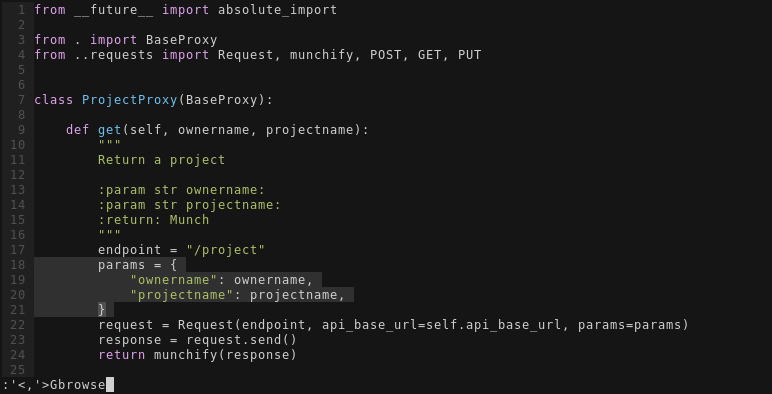 1 from __future__ import absolute_import
2
3 from . import BaseProxy
4 from ..requests import Request, munchify, POST, GET, PUT
5
6
7 class ProjectProxy(BaseProxy):
8
9     def get(self, ownername, projectname):
10         """
11         Return a project
12
13         :param str ownername:
14         :param str projectname:
15         :return: Munch
16         """
17         endpoint = "/project"
18         params = {
19             "ownername": ownername,
20             "projectname": projectname,
21         }
22         request = Request(endpoint, api_base_url=self.api_base_url, params=params)
23         response = request.send()
24         return munchify(response)
25
:'<,'>Gbrowse